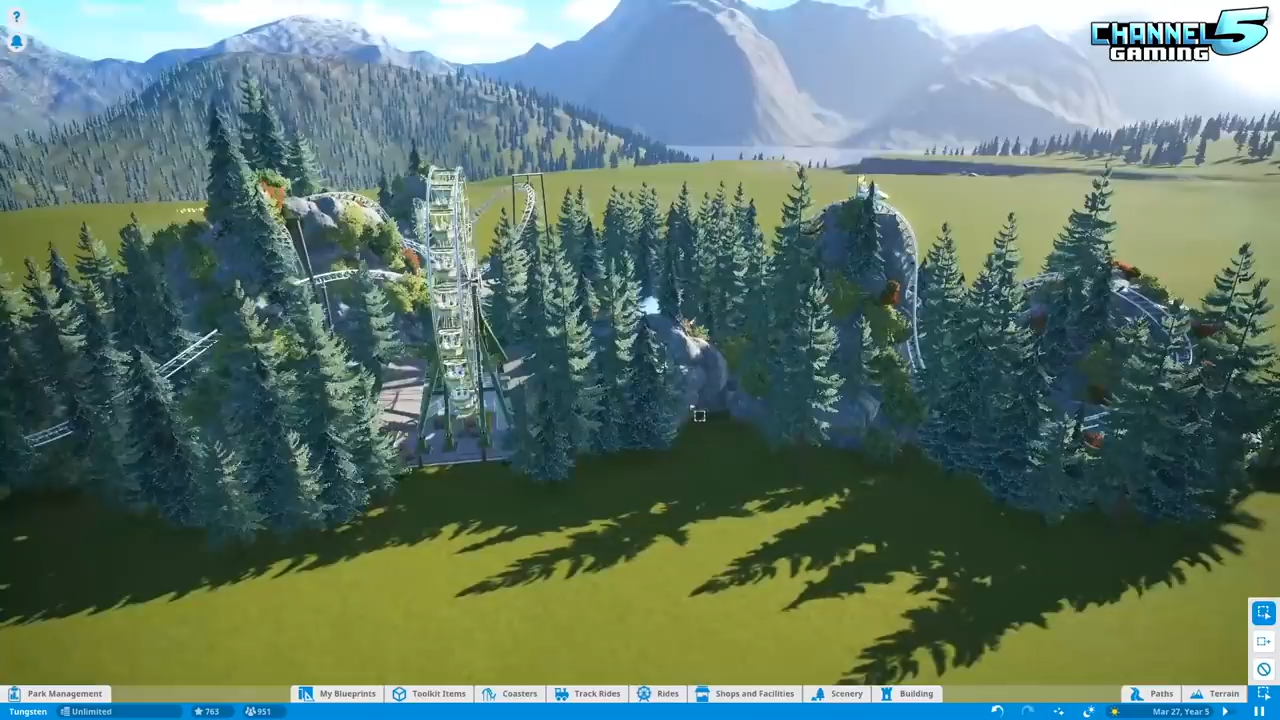 ?
CHANNEL 5
GAMING
Park Management
My Blueprints
Toolkit Items
Coasters
Track Rides
Rides
Shops and Facilities
Scenery
Building
Paths
Terrain
Tungsten
Unlimited
763
951
Mar 27, Year 5